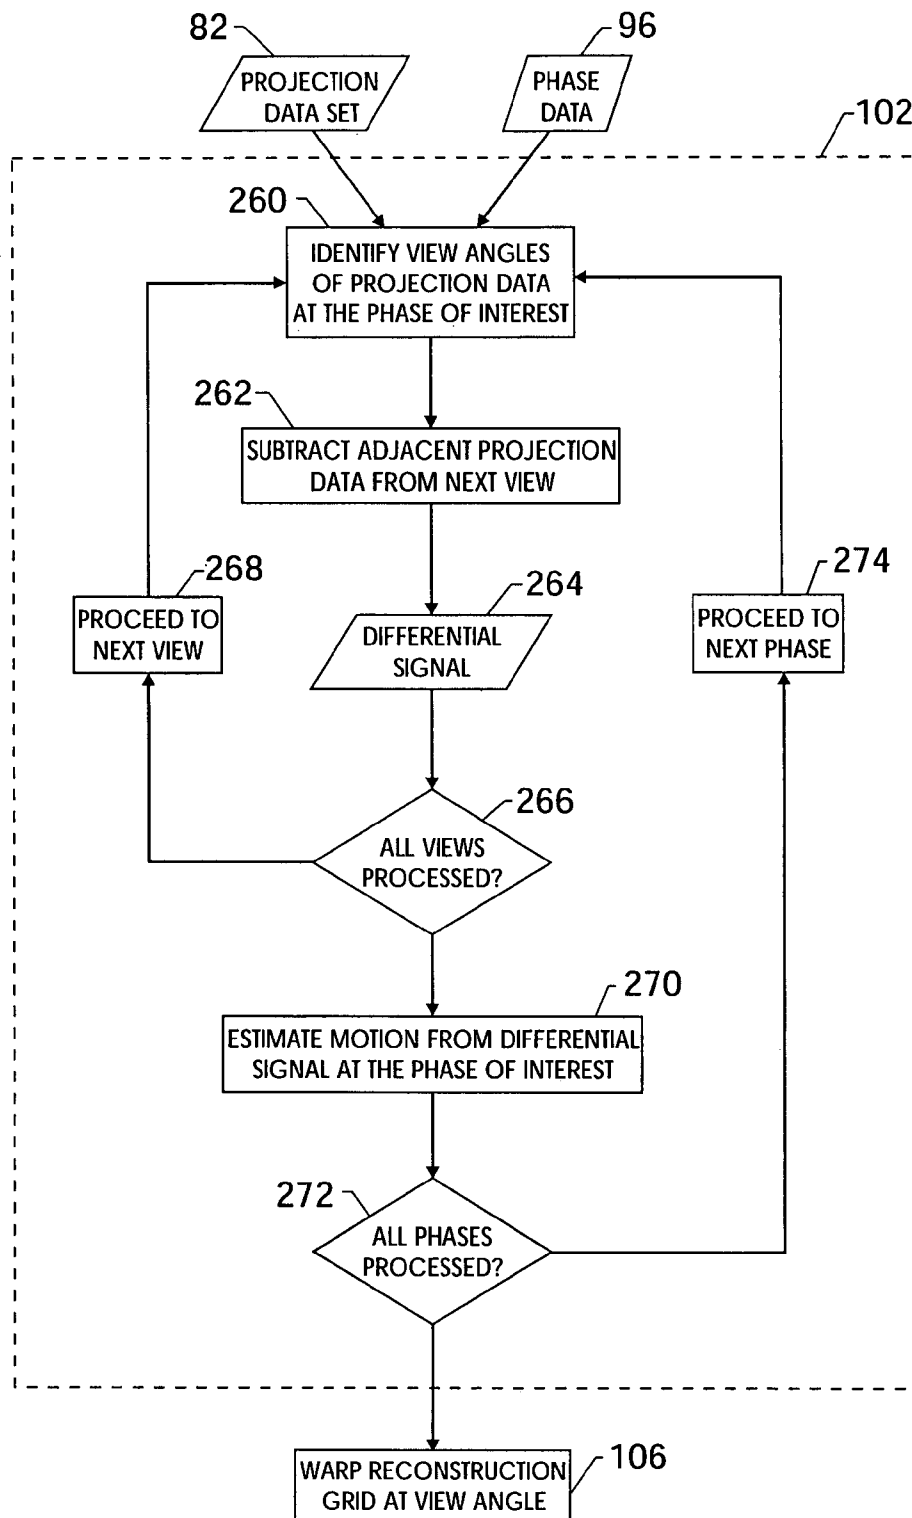 82
96
PROJECTION
DATA SET
PHASE
DATA
102
260
IDENTIFY VIEW ANGLES
OF PROJECTION DATA
AT THE PHASE OF INTEREST
262
SUBTRACT ADJACENT PROJECTION
DATA FROM NEXT VIEW
268
PROCEED TO
NEXT VIEW
264
DIFFERENTIAL
SIGNAL
274
PROCEED TO
NEXT PHASE
266
ALL VIEWS
PROCESSED?
270
ESTIMATE MOTION FROM DIFFERENTIAL
SIGNAL AT THE PHASE OF INTEREST
272
ALL PHASES
PROCESSED?
WARP RECONSTRUCTION
GRID AT VIEW ANGLE
106